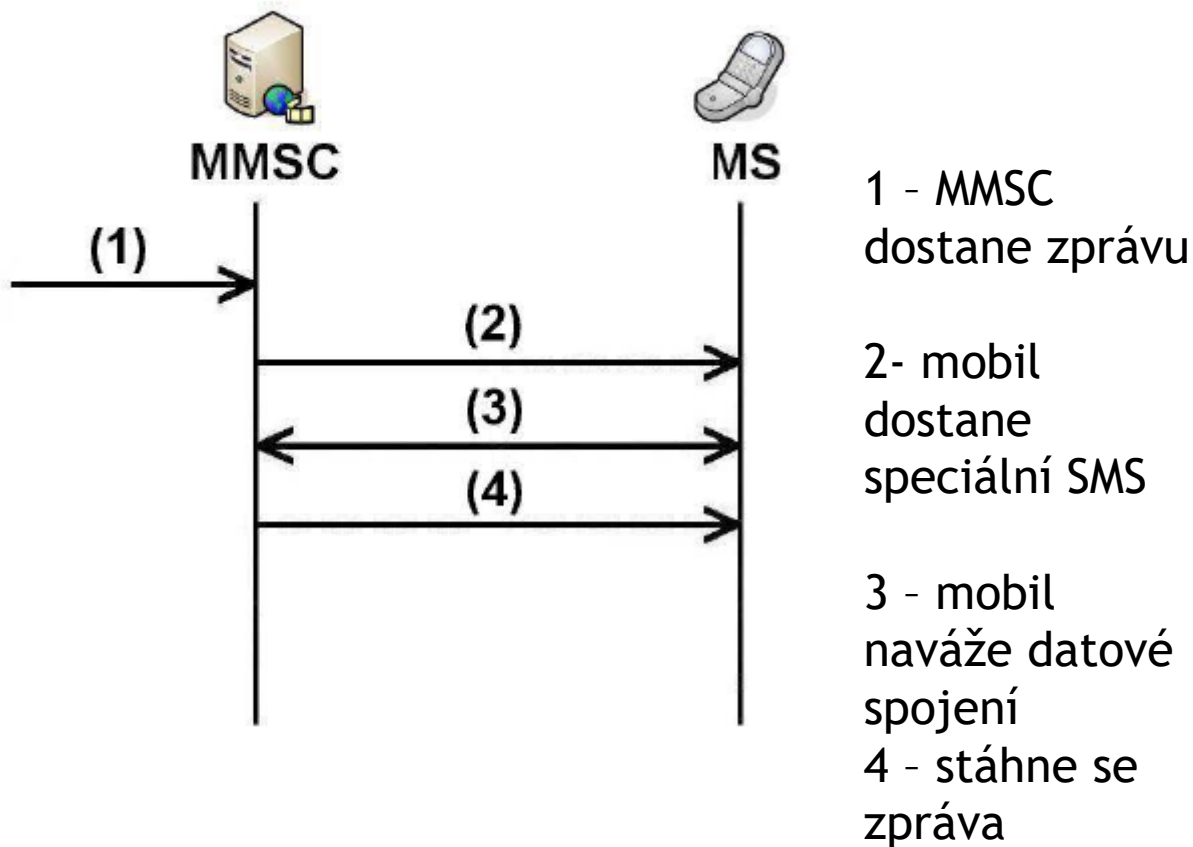 MMSC
MS
(1)
(2)
(3)
(4)
1 – MMSC
dostane zprávu
2- mobil
dostane
speciální SMS
3 – mobil
naváže datové
spojení
4 – stáhne se
zpráva